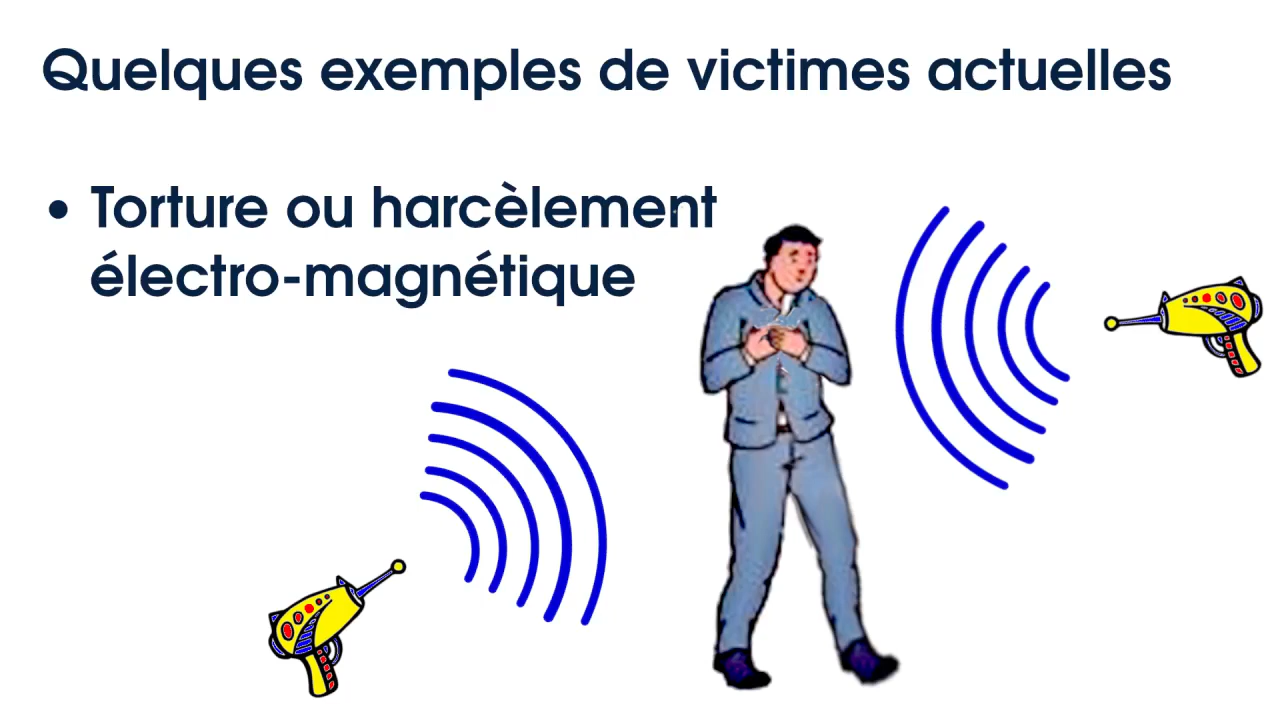 Quelques exemples de victimes actuelles
• Torture ou harcèlement
électro-magnétique